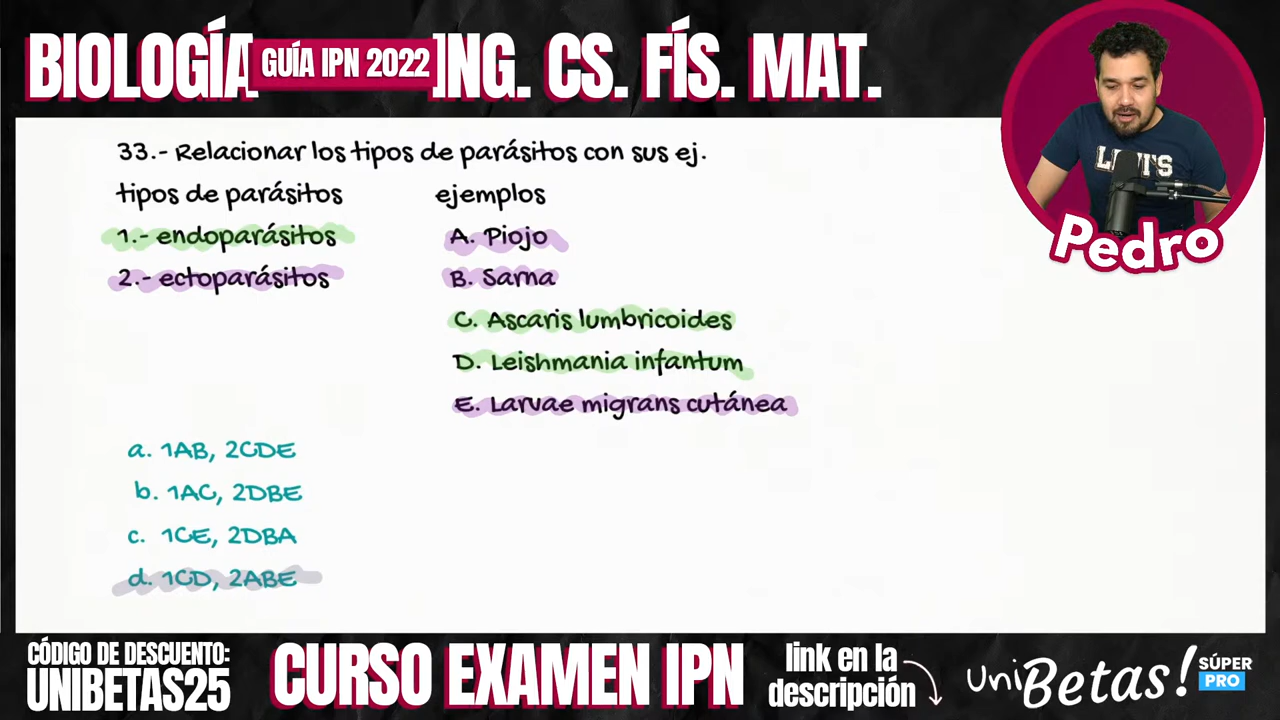 BIOLOGÍA [GUÍA IPN 2022] ING. CS. FÍS. MAT.
LEVI'S
Pedro
33.- Relacionar los tipos de parásitos con sus ej.
tipos de parásitos ejemplos
1.- endoparásitos A. Piojo
2.- ectoparásitos B. Sarna
C. Ascaris lumbricoides
D. Leishmania infantum
E. Larvae migrans cutánea
a. 1AB, 2CDE
b. 1AC, 2DBE
c. 1CE, 2DBA
d. 1CD, 2ABE
CÓDIGO DE DESCUENTO:
UNIBETAS25
CURSO EXAMEN IPN
link en la
descripción
UniBetas! SÚPER
PRO